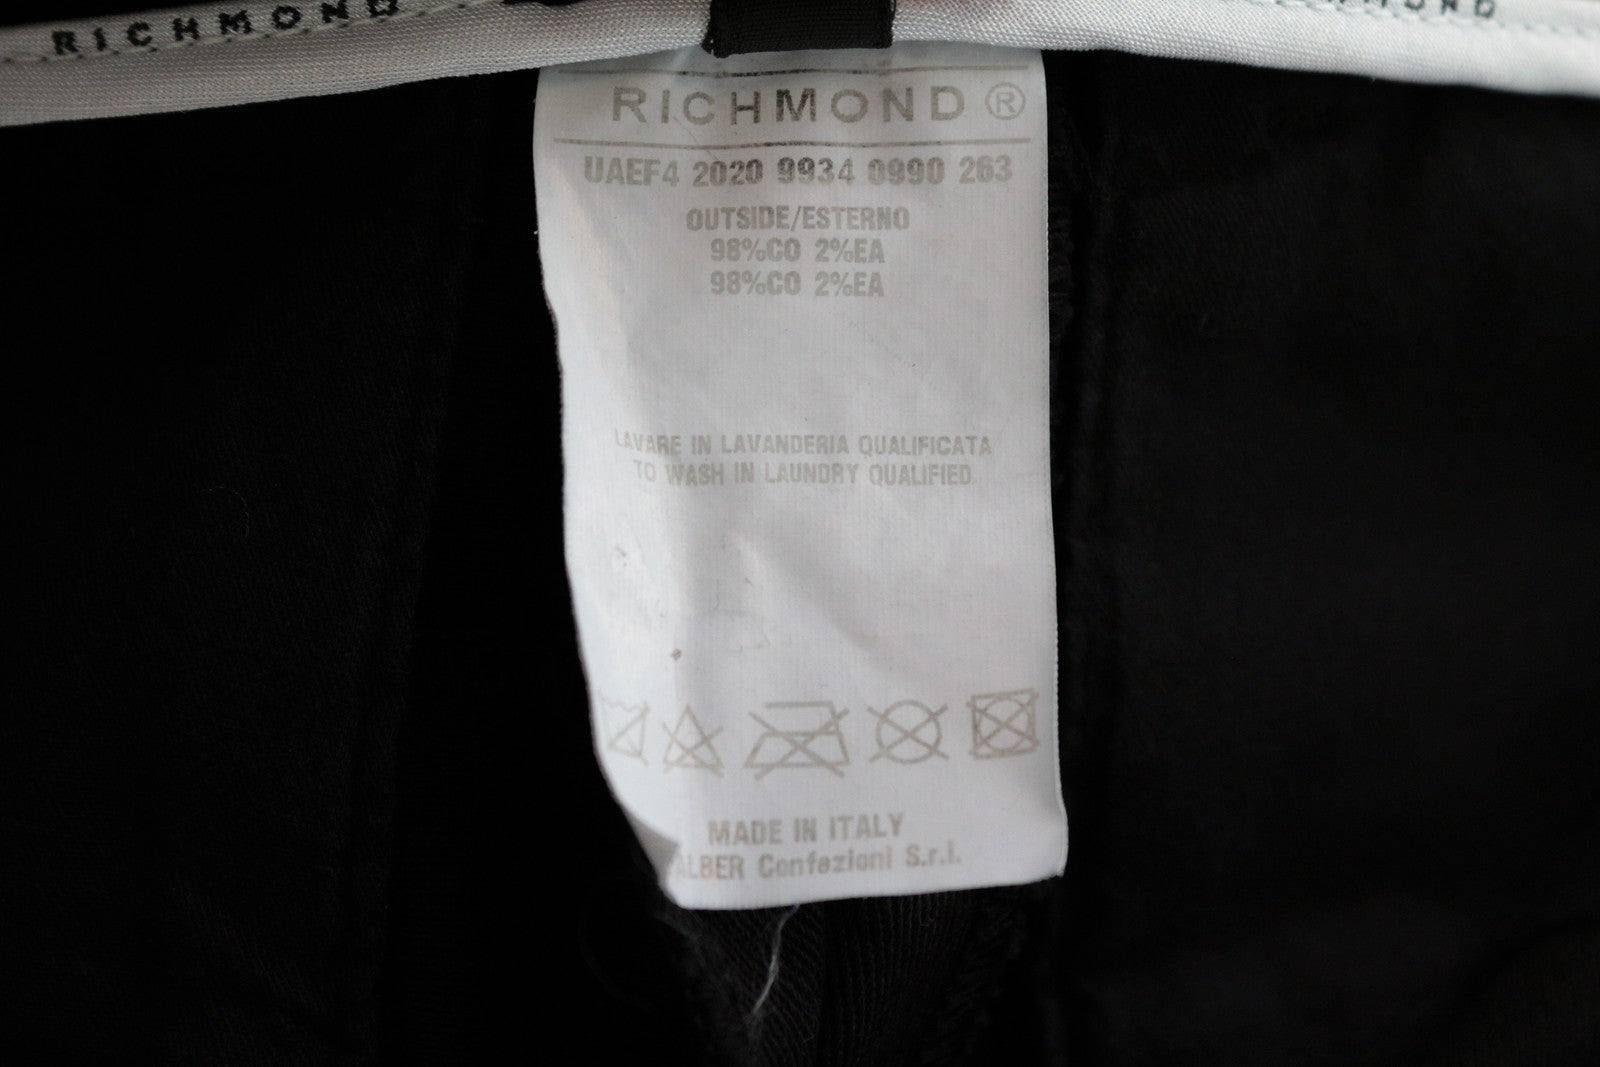 RICHMOND
RICHMOND®
UAEF4 2020 9934 0990 263
OUTSIDE/ESTERNO
98%CO 2%EA
98%CO 2%EA
LAVARE IN LAVANDERIA QUALIFICATA
TO WASH IN LAUNDRY QUALIFIED
MADE IN ITALY
ALBER Confezioni S.r.l.